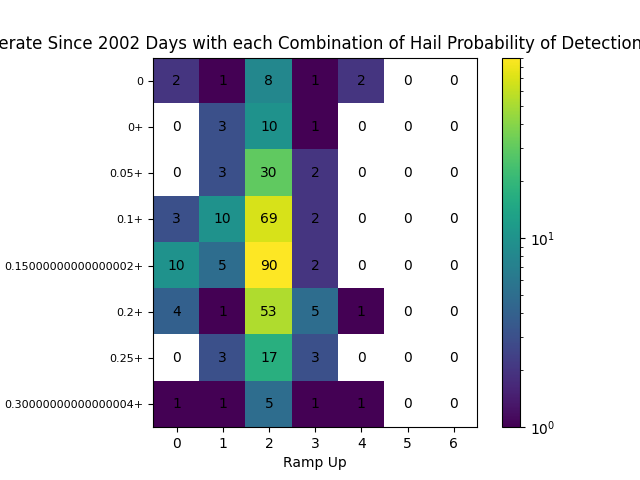 erate Since 2002 Days with each Combination of Hail Probability of Detection
0 2 1 8 1 2 0 0
0+ 0 3 10 1 0 0 0
0.05+ 0 3 30 2 0 0 0
0.1+ 3 10 69 2 0 0 0
0.15000000000000002+ 10 5 90 2 0 0 0
0.2+ 4 1 53 5 1 0 0
0.25+ 0 3 17 3 0 0 0
0.30000000000000004+ 1 1 5 1 1 0 0
0 1 2 3 4 5 6
Ramp Up
10¹
10⁰